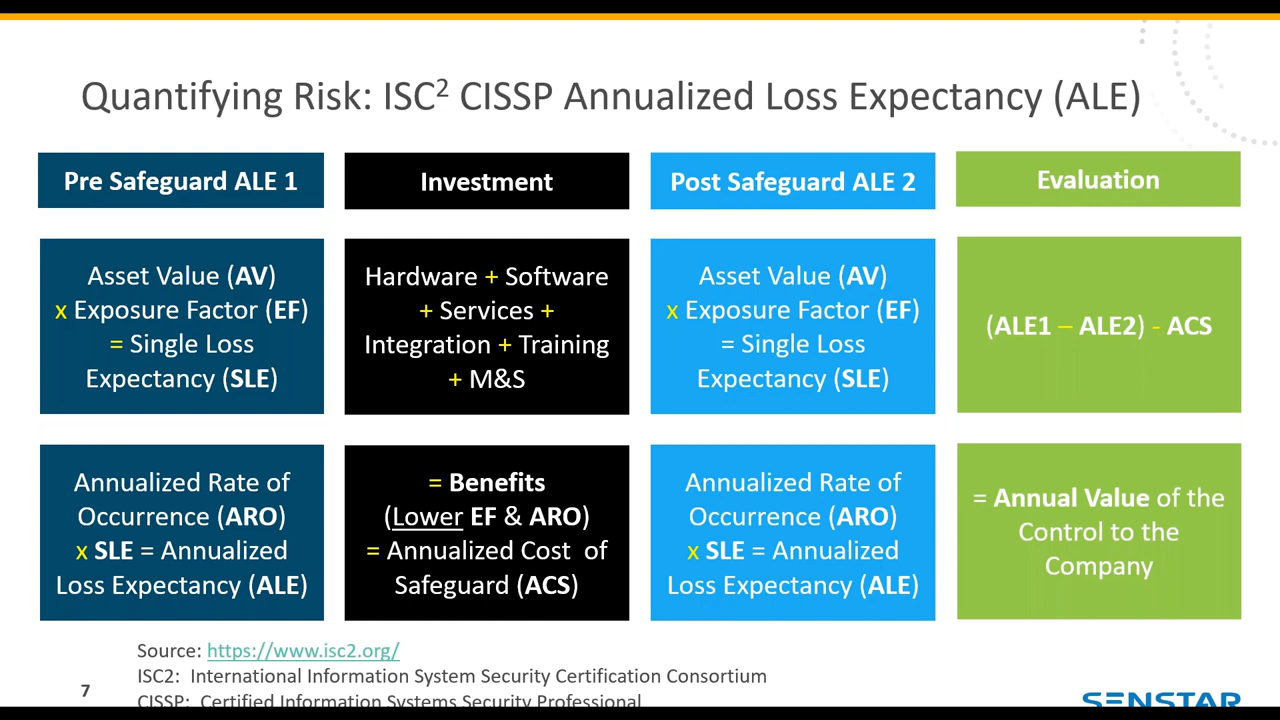 Quantifying Risk: ISC² CISSP Annualized Loss Expectancy (ALE)
Pre Safeguard ALE 1
Asset Value (AV)
x Exposure Factor (EF)
= Single Loss
Expectancy (SLE)
Annualized Rate of
Occurrence (ARO)
x SLE = Annualized
Loss Expectancy (ALE)
Investment
Hardware + Software
+ Services +
Integration + Training
+ M&S
= Benefits
(Lower EF & ARO)
= Annualized Cost of
Safeguard (ACS)
Post Safeguard ALE 2
Asset Value (AV)
x Exposure Factor (EF)
= Single Loss
Expectancy (SLE)
Annualized Rate of
Occurrence (ARO)
x SLE = Annualized
Loss Expectancy (ALE)
Evaluation
(ALE1 – ALE2) - ACS
= Annual Value of the
Control to the
Company
Source: https://www.isc2.org/
ISC2: International Information System Security Certification Consortium
CISSP: Certified Information Systems Security Professional
7
SENSTAR